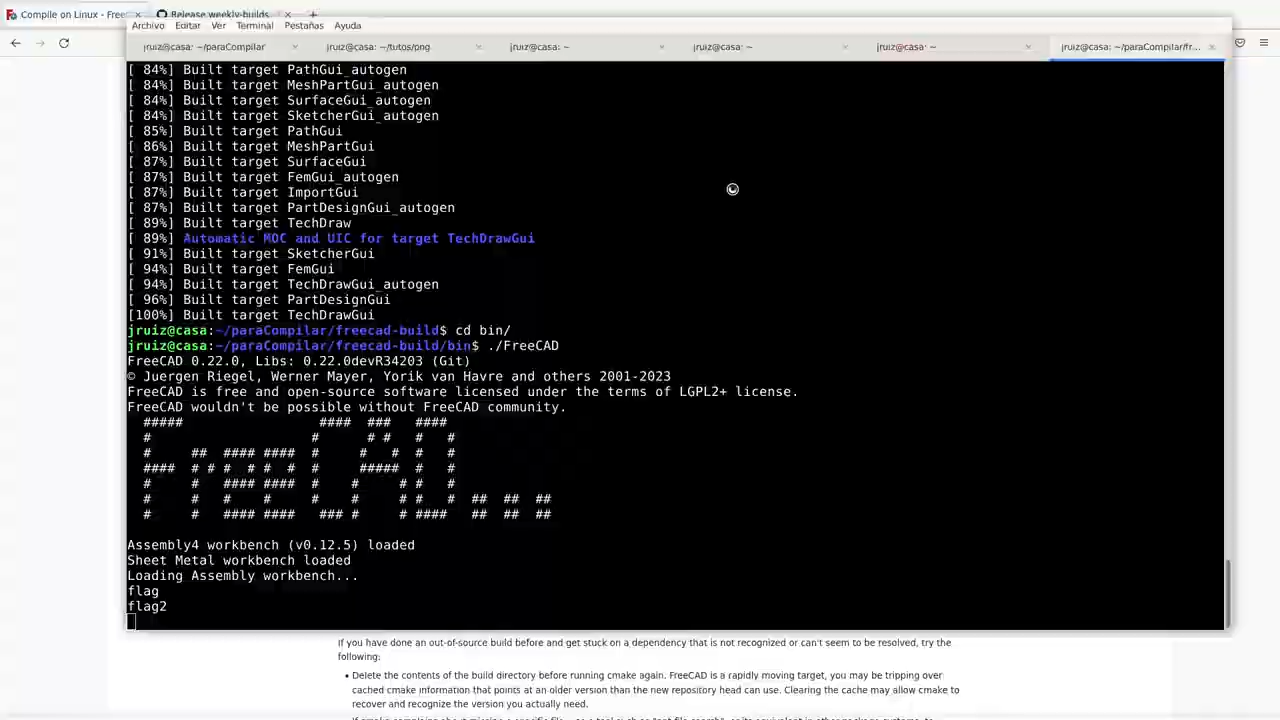 Compile on Linux - Free
Release weekly-builds
Archivo Editar Ver Terminal Pestañas Ayuda
jruiz@casa: ~/paraCompilar
jruiz@casa: ~/tutos/png
jruiz@casa: ~
jruiz@casa: ~
jruiz@casa: ~
jruiz@casa: ~/paraCompilar/fr...
[ 84%] Built target PathGui_autogen
[ 84%] Built target MeshPartGui_autogen
[ 84%] Built target SurfaceGui_autogen
[ 84%] Built target SketcherGui_autogen
[ 85%] Built target PathGui
[ 86%] Built target MeshPartGui
[ 87%] Built target SurfaceGui
[ 87%] Built target FemGui_autogen
[ 87%] Built target ImportGui
[ 87%] Built target PartDesignGui_autogen
[ 89%] Built target TechDraw
[ 89%] Automatic MOC and UIC for target TechDrawGui
[ 91%] Built target SketcherGui
[ 94%] Built target FemGui
[ 94%] Built target TechDrawGui_autogen
[ 96%] Built target PartDesignGui
[100%] Built target TechDrawGui
jruiz@casa:~/paraCompilar/freecad-build$ cd bin/
jruiz@casa:~/paraCompilar/freecad-build/bin$ ./FreeCAD
FreeCAD 0.22.0, Libs: 0.22.0devR34203 (Git)
© Juergen Riegel, Werner Mayer, Yorik van Havre and others 2001-2023
FreeCAD is free and open-source software licensed under the terms of LGPL2+ license.
FreeCAD wouldn't be possible without FreeCAD community.
  #####                 ####  ###   ####
  #                    #      # #   #   #
  #     ##  #### ####  #     #   #  #   #
  ####  # # #  # #  #  #     #####  #   #
  #     #   #### ####  #    #     # #   #
  #     #   #    #     #    #     # #   #  ##  ##  ##
  #     #   #### ####   ### #     # ####   ##  ##  ##
Assembly4 workbench (v0.12.5) loaded
Sheet Metal workbench loaded
Loading Assembly workbench...
flag
flag2
If you have done an out-of-source build before and get stuck on a dependency that is not recognized or can't seem to be resolved, try the
following:
• Delete the contents of the build directory before running cmake again. FreeCAD is a rapidly moving target, you may be tripping over
cached cmake information that points at an older version than the new repository head can use. Clearing the cache may allow cmake to
recover and recognize the version you actually need.